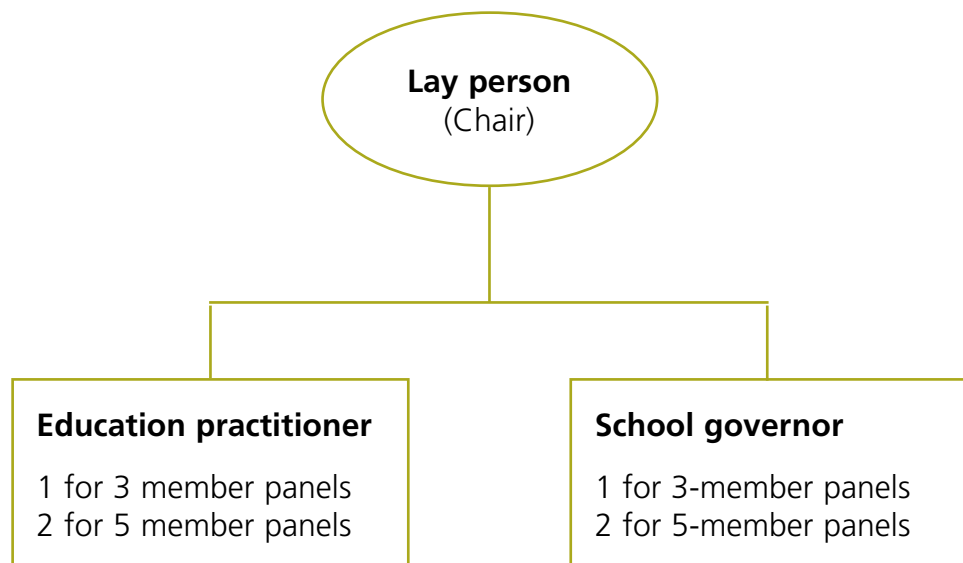 Lay person
(Chair)
Education practitioner
1 for 3 member panels
2 for 5 member panels
School governor
1 for 3-member panels
2 for 5-member panels